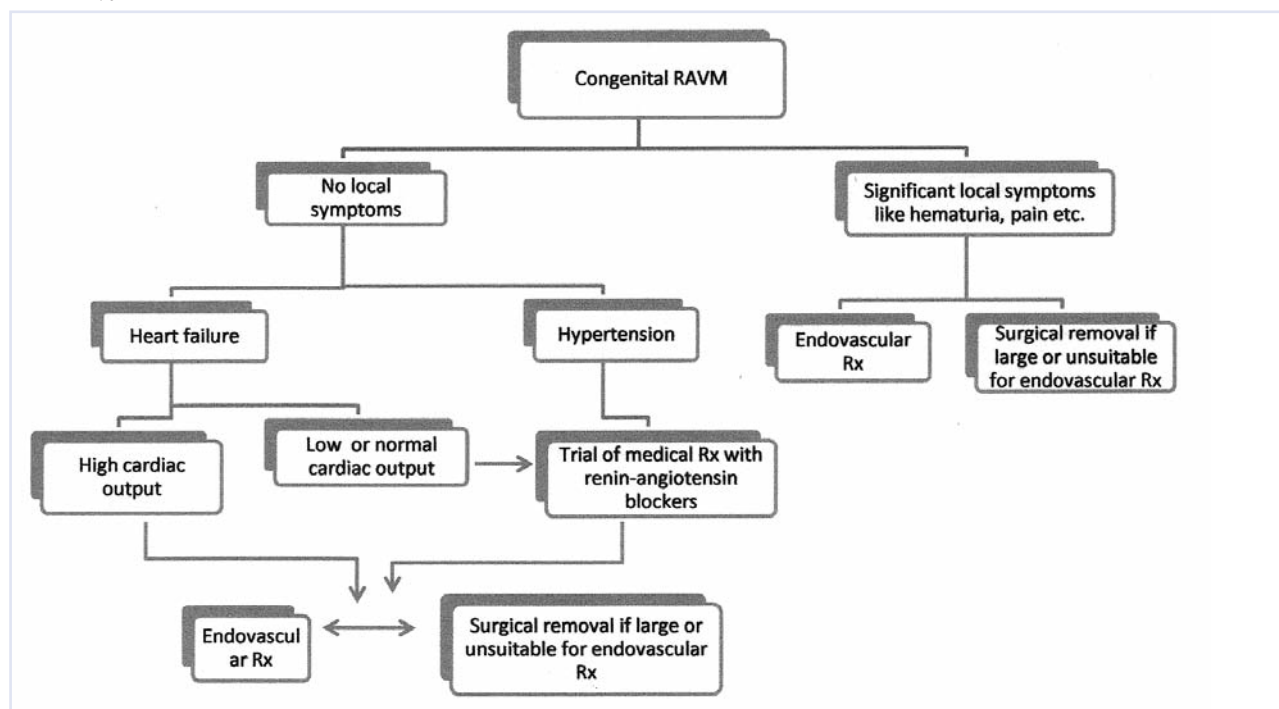 Congenital RAVM
No local
symptoms
Significant local symptoms
like hematuria, pain etc.
Heart failure
Hypertension
Endovascular
Rx
Surgical removal if
large or unsuitable
for endovascular Rx
High cardiac
output
Low or normal
cardiac output
Trial of medical Rx with
renin-angiotensin
blockers
Endovascul
ar Rx
Surgical removal if large or
unsuitable for endovascular
Rx